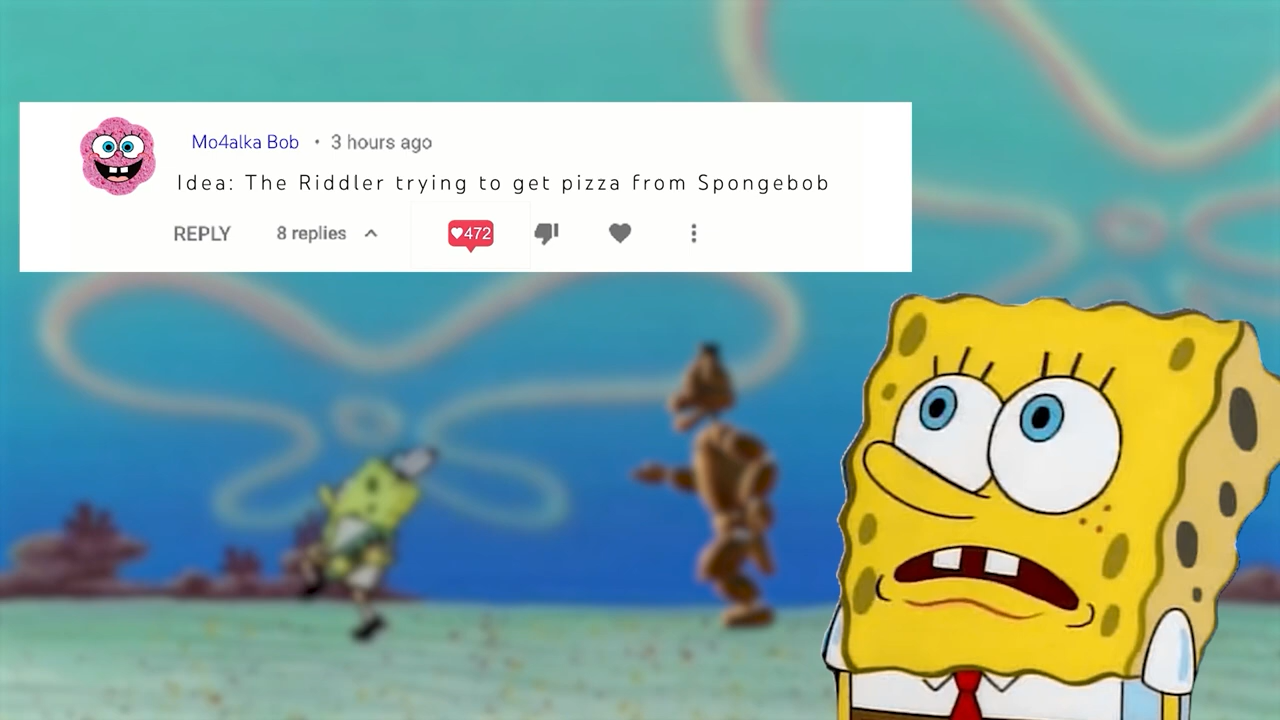 Mo4alka Bob • 3 hours ago
Idea: The Riddler trying to get pizza from Spongebob
REPLY 8 replies 472